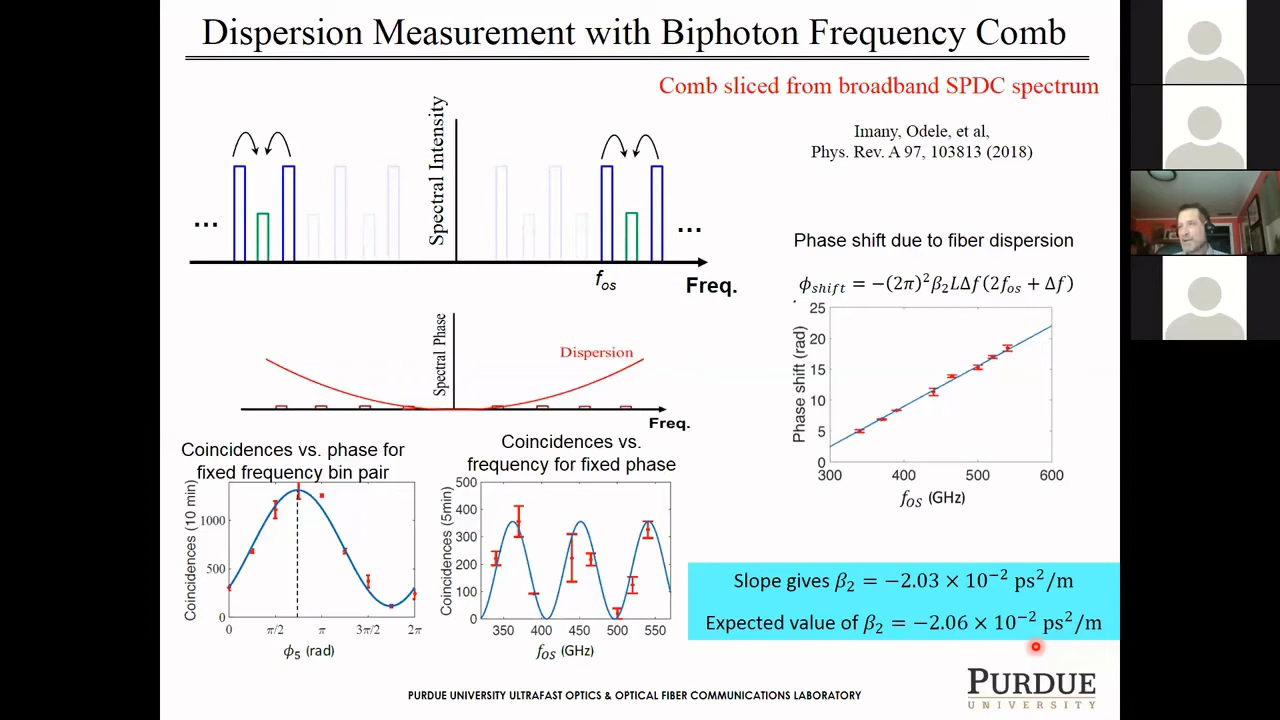 Dispersion Measurement with Biphoton Frequency Comb
Comb sliced from broadband SPDC spectrum
Imany, Odele, et al,
Phys. Rev. A 97, 103813 (2018)
Spectral Intensity
...
...
f_os
Freq.
Spectral Phase
Dispersion
Freq.
Phase shift due to fiber dispersion
ϕ_shift = −(2π)²β₂LΔf(2f_os + Δf)
Phase shift (rad)
25
20
15
10
5
0
300 400 500 600
f_os (GHz)
Coincidences vs. phase for
fixed frequency bin pair
Coincidences (10 min)
1000
500
0
0 π/2 π 3π/2 2π
ϕ₅ (rad)
Coincidences vs.
frequency for fixed phase
Coincidences (5min)
500
400
300
200
100
0
350 400 450 500 550
f_os (GHz)
Slope gives β₂ = −2.03 × 10⁻² ps²/m
Expected value of β₂ = −2.06 × 10⁻² ps²/m
PURDUE UNIVERSITY ULTRAFAST OPTICS & OPTICAL FIBER COMMUNICATIONS LABORATORY
PURDUE
UNIVERSITY